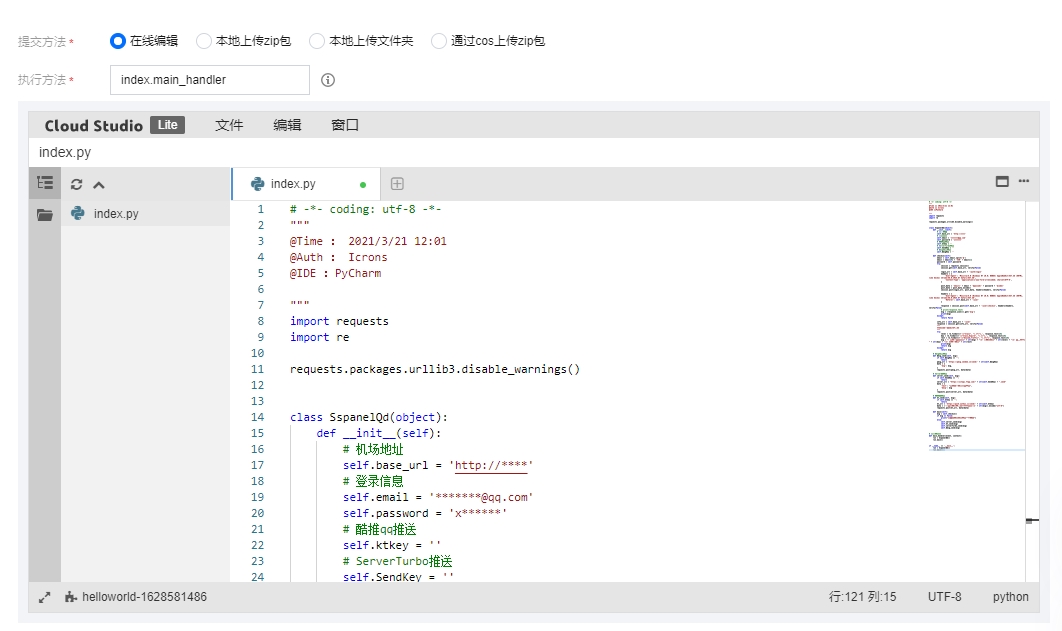 提交方法* 在线编辑 本地上传zip包 本地上传文件夹 通过cos上传zip包
执行方法* index.main_handler
Cloud Studio Lite 文件 编辑 窗口
index.py
index.py
index.py
1 # -*- coding: utf-8 -*-
2 """
3 @Time :  2021/3/21 12:01
4 @Auth :  Icrons
5 @IDE : PyCharm
6
7 """
8 import requests
9 import re
10
11 requests.packages.urllib3.disable_warnings()
12
13
14 class SspanelQd(object):
15     def __init__(self):
16         # 机场地址
17         self.base_url = 'http://****'
18         # 登录信息
19         self.email = '*******@qq.com'
20         self.password = 'x******'
21         # 酷推qq推送
22         self.ktkey = ''
23         # ServerTurbo推送
24         self.SendKey = ''
helloworld-1628581486 行:121 列:15 UTF-8 python